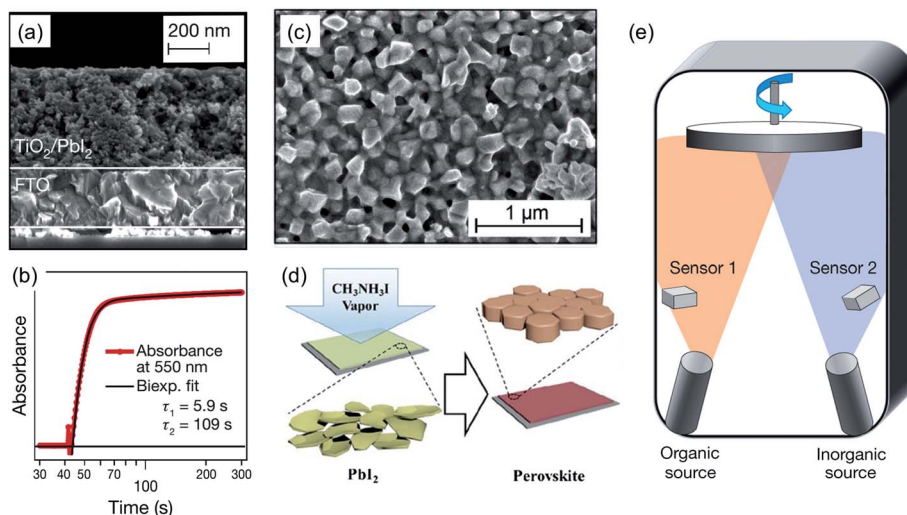 (a)
200 nm
TiO₂/PbI₂
FTO
(b)
Absorbance
Absorbance
at 550 nm
Biexp. fit
τ₁ = 5.9 s
τ₂ = 109 s
30 40 50 60 70 100 200 300
Time (s)
(c)
1 μm
(d)
CH₃NH₃I
Vapor
PbI₂
Perovskite
(e)
Sensor 1
Sensor 2
Organic
source
Inorganic
source